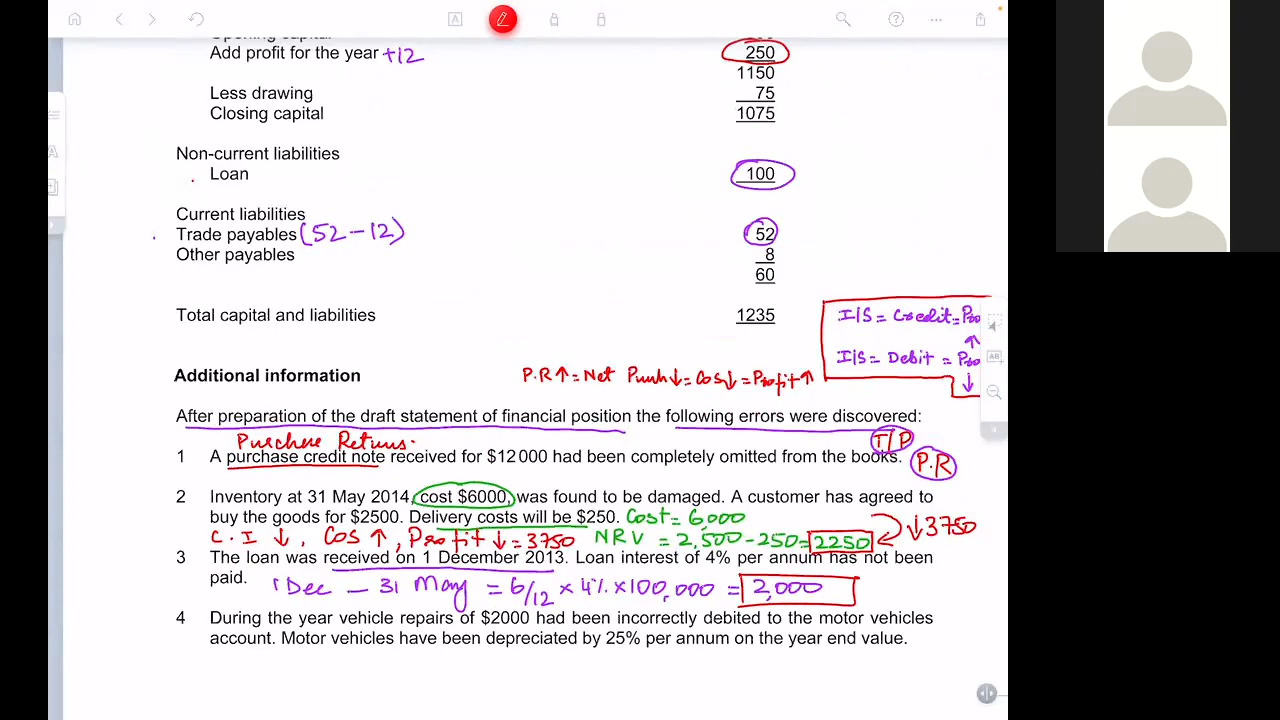 Add profit for the year +12 250
1150
Less drawing 75
Closing capital 1075
Non-current liabilities
Loan 100
Current liabilities
Trade payables (52 - 12) 52
Other payables 8
60
Total capital and liabilities 1235
I/S = Credit = Pro
↑
I/S = Debit = Pro
↓
Additional information
P.R ↑ = Net Purch ↓ = Cos ↓ = Profit ↑
After preparation of the draft statement of financial position the following errors were discovered:
Purchase Returns.
T/P
1 A purchase credit note received for $12 000 had been completely omitted from the books. P.R
2 Inventory at 31 May 2014, cost $6000, was found to be damaged. A customer has agreed to
buy the goods for $2500. Delivery costs will be $250. Cost = 6,000
↓3750
C.I ↓, Cos ↑, Profit ↓ = 3750 NRV = 2,500 - 250 = 2250
3 The loan was received on 1 December 2013. Loan interest of 4% per annum has not been
paid. 1 Dec - 31 May = 6/12 × 4% × 100,000 = 2,000
4 During the year vehicle repairs of $2000 had been incorrectly debited to the motor vehicles
account. Motor vehicles have been depreciated by 25% per annum on the year end value.